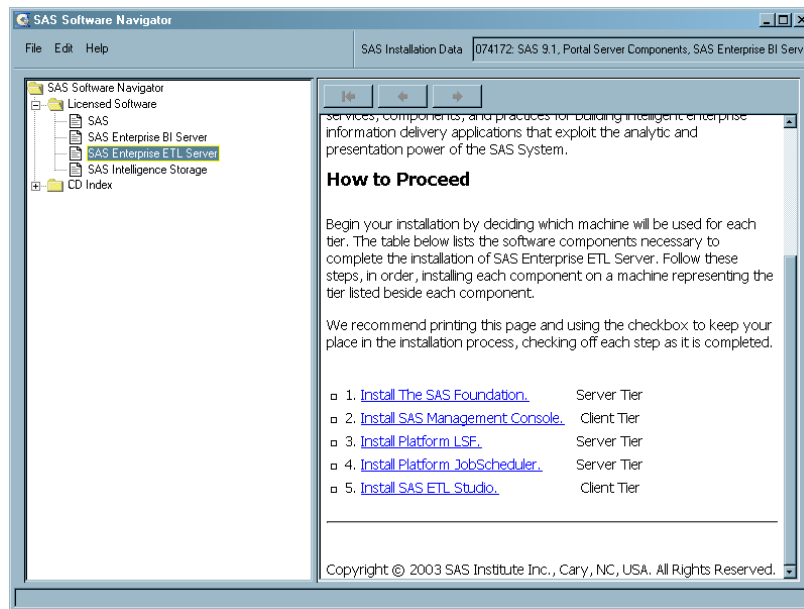 SAS Software Navigator
File Edit Help
SAS Installation Data 074172: SAS 9.1, Portal Server Components, SAS Enterprise BI Serv
SAS Software Navigator
Licensed Software
SAS
SAS Enterprise BI Server
SAS Enterprise ETL Server
SAS Intelligence Storage
CD Index
services, components, and practices for building intelligent enterprise
information delivery applications that exploit the analytic and
presentation power of the SAS System.
How to Proceed
Begin your installation by deciding which machine will be used for each
tier. The table below lists the software components necessary to
complete the installation of SAS Enterprise ETL Server. Follow these
steps, in order, installing each component on a machine representing the
tier listed beside each component.
We recommend printing this page and using the checkbox to keep your
place in the installation process, checking off each step as it is completed.
1. Install The SAS Foundation. Server Tier
2. Install SAS Management Console. Client Tier
3. Install Platform LSF. Server Tier
4. Install Platform JobScheduler. Server Tier
5. Install SAS ETL Studio. Client Tier
Copyright © 2003 SAS Institute Inc., Cary, NC, USA. All Rights Reserved.